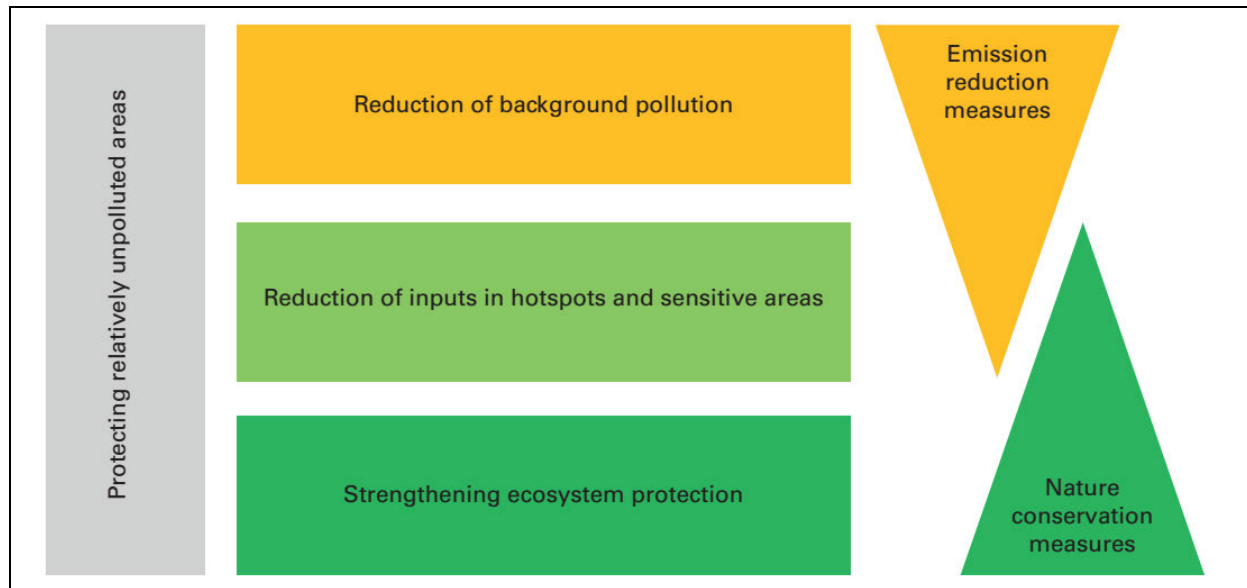 Protecting relatively unpolluted areas
Reduction of background pollution
Emission
reduction
measures
Reduction of inputs in hotspots and sensitive areas
Strengthening ecosystem protection
Nature
conservation
measures